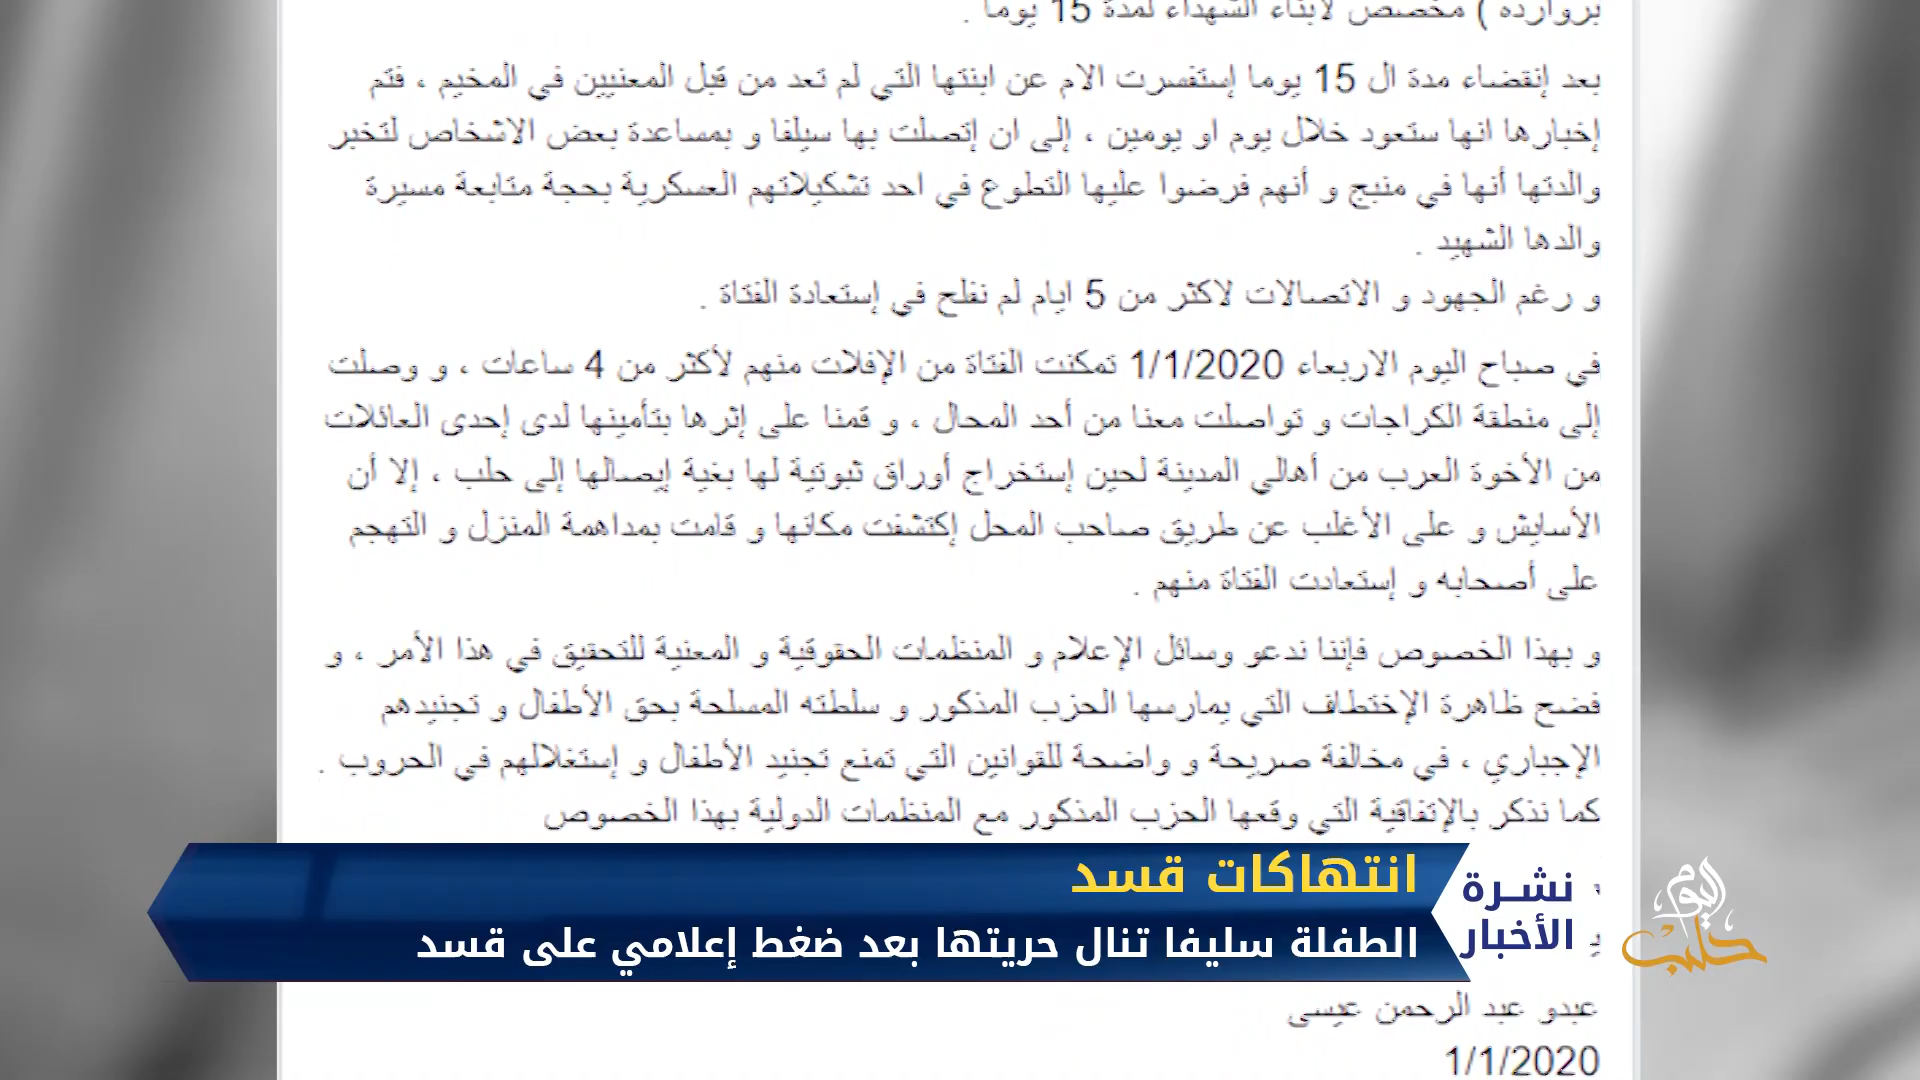 بروارده ) مخصص لأبناء الشهداء لمدة 15 يوما .
بعد إنقضاء مدة ال 15 يوما إستفسرت الام عن ابنتها التي لم تعد من قبل المعنيين في المخيم ، فتم
إخبارها انها ستعود خلال يوم او يومين ، إلى ان إتصلت بها سيلفا و بمساعدة بعض الاشخاص لتخبر
والدتها أنها في منبج و أنهم فرضوا عليها التطوع في احد تشكيلاتهم العسكرية بحجة متابعة مسيرة
والدها الشهيد .
و رغم الجهود و الاتصالات لاكثر من 5 ايام لم نفلح في إستعادة الفتاة .
في صباح اليوم الاربعاء 1/1/2020 تمكنت الفتاة من الإفلات منهم لأكثر من 4 ساعات ، و وصلت
إلى منطقة الكراجات و تواصلت معنا من أحد المحال ، و قمنا على إثرها بتأمينها لدى إحدى العائلات
من الأخوة العرب من أهالي المدينة لحين إستخراج أوراق ثبوتية لها بغية إيصالها إلى حلب ، إلا أن
الأسايش و على الأغلب عن طريق صاحب المحل إكتشفت مكانها و قامت بمداهمة المنزل و التهجم
على أصحابه و إستعادت الفتاة منهم .
و بهذا الخصوص فإننا ندعو وسائل الإعلام و المنظمات الحقوقية و المعنية للتحقيق في هذا الأمر ، و
فضح ظاهرة الإختطاف التي يمارسها الحزب المذكور و سلطته المسلحة بحق الأطفال و تجنيدهم
الإجباري ، في مخالفة صريحة و واضحة للقوانين التي تمنع تجنيد الأطفال و إستغلالهم في الحروب .
كما نذكر بالإتفاقية التي وقعها الحزب المذكور مع المنظمات الدولية بهذا الخصوص
انتهاكات قسد
الطفلة سليفا تنال حريتها بعد ضغط إعلامي على قسد
نشرة
الأخبار
حلب
اليوم
عبدو عبد الرحمن عيسى
1/1/2020